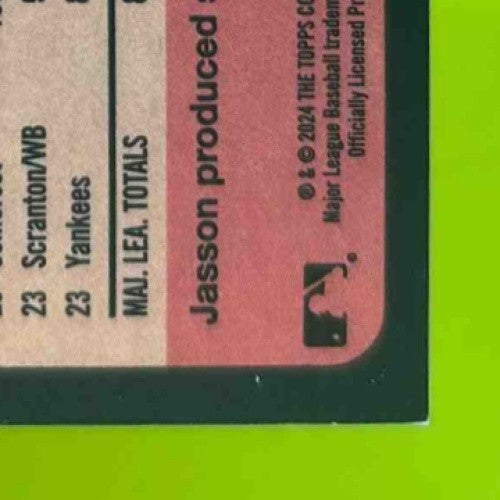 23 Scranton/WB
23 Yankees
MAJ. LEA. TOTALS
Jasson produced
® & © 2024 THE TOPPS CO
Major League Baseball tradem
Officially Licensed Pr